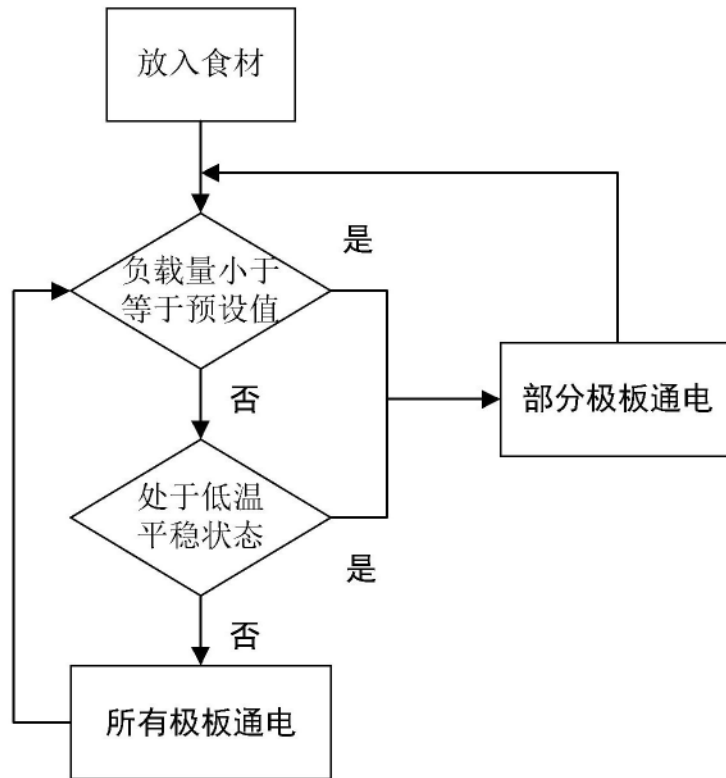 放入食材
是
负载量小于
等于预设值
否
部分极板通电
处于低温
平稳状态
是
否
所有极板通电